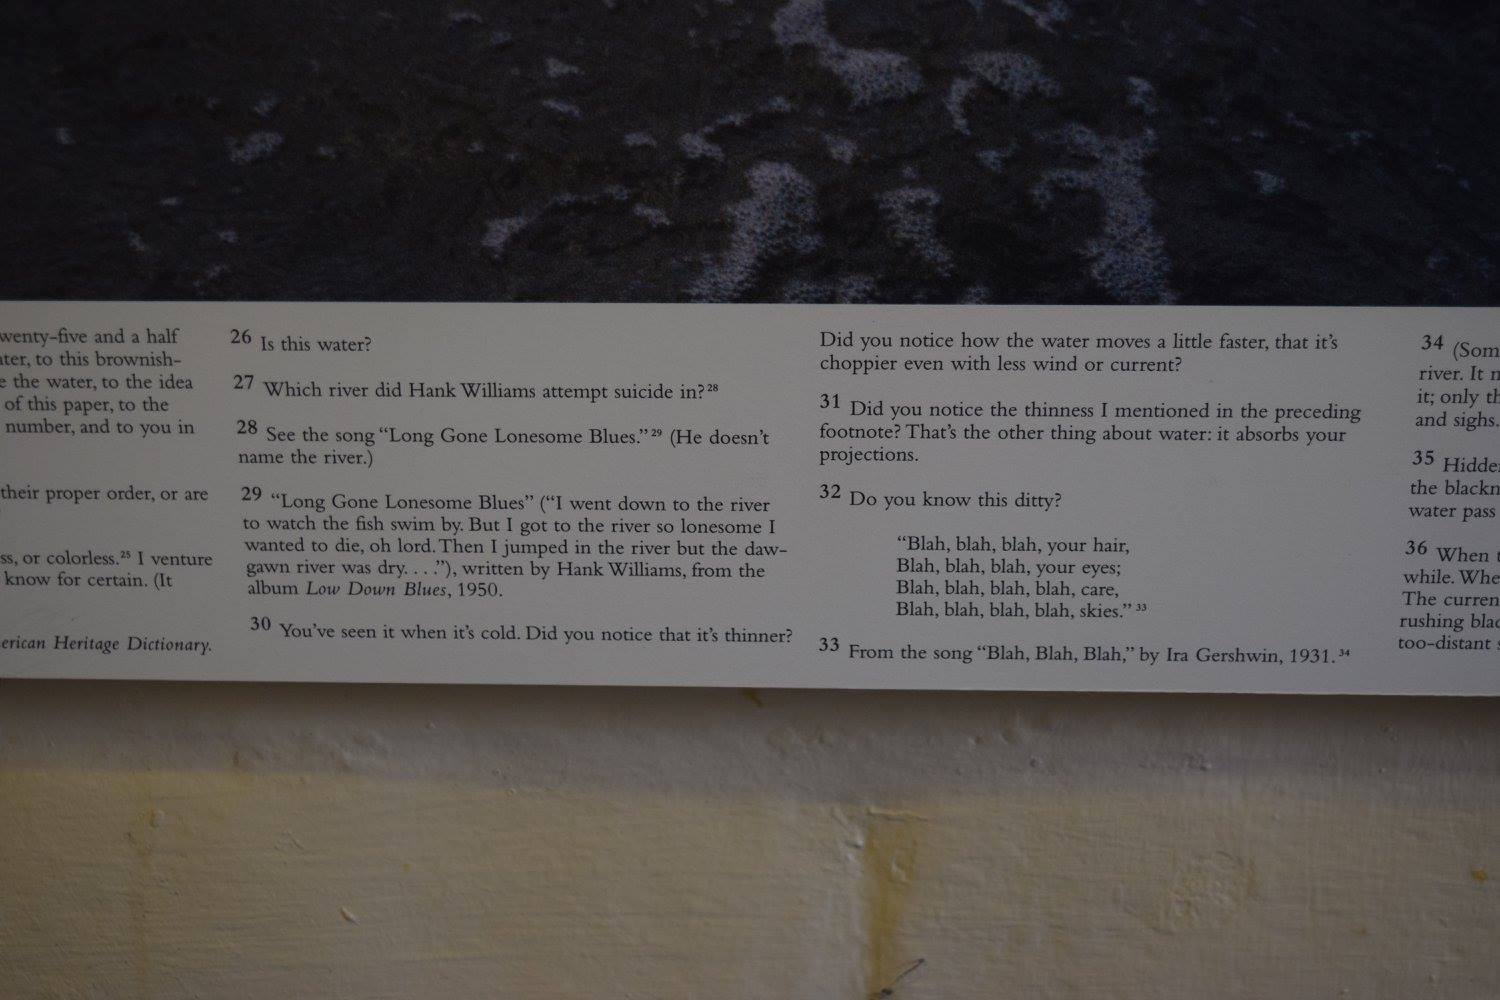 wenty-five and a half
ter, to this brownish-
e the water, to the idea
of this paper, to the
number, and to you in
their proper order, or are
ss, or colorless.25 I venture
know for certain. (It
erican Heritage Dictionary.
26 Is this water?
27 Which river did Hank Williams attempt suicide in?28
28 See the song “Long Gone Lonesome Blues.”29 (He doesn’t
name the river.)
29 “Long Gone Lonesome Blues” (“I went down to the river
to watch the fish swim by. But I got to the river so lonesome I
wanted to die, oh lord. Then I jumped in the river but the daw-
gawn river was dry. . . .”), written by Hank Williams, from the
album Low Down Blues, 1950.
30 You’ve seen it when it’s cold. Did you notice that it’s thinner?
Did you notice how the water moves a little faster, that it’s
choppier even with less wind or current?
31 Did you notice the thinness I mentioned in the preceding
footnote? That’s the other thing about water: it absorbs your
projections.
32 Do you know this ditty?
“Blah, blah, blah, your hair,
Blah, blah, blah, your eyes;
Blah, blah, blah, blah, care,
Blah, blah, blah, blah, skies.”33
33 From the song “Blah, Blah, Blah,” by Ira Gershwin, 1931.34
34 (Som
river. It
it; only th
and sighs.
35 Hidde
the blackn
water pass
36 When
while. Whe
The curren
rushing blac
too-distant